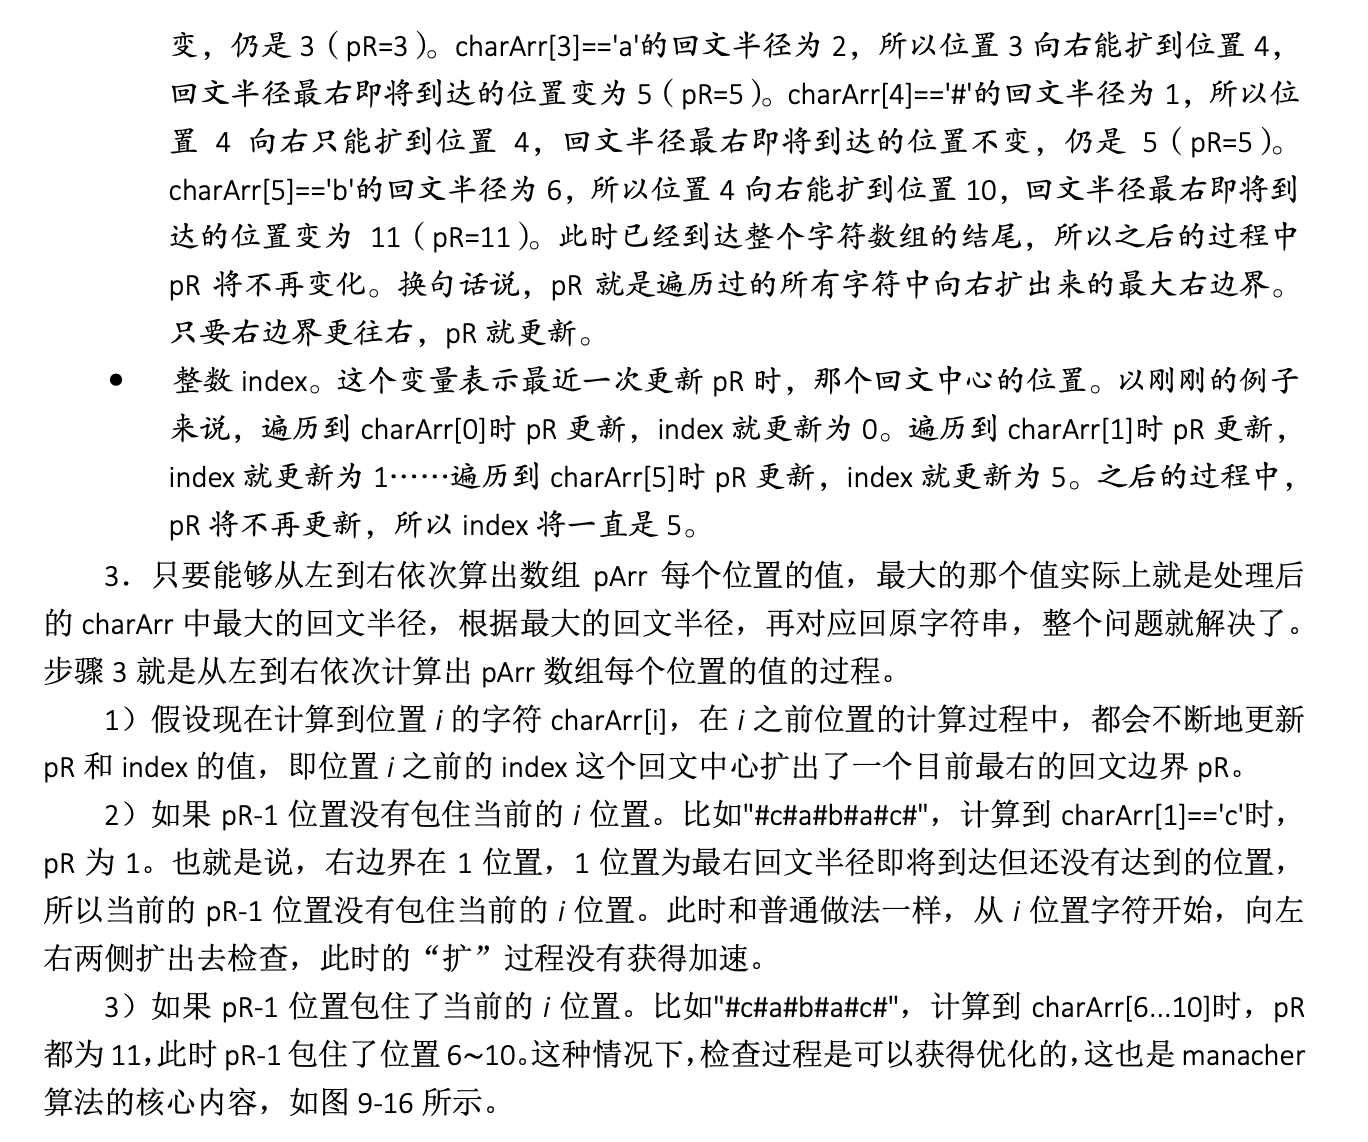 变，仍是 3（pR=3）。charArr[3]=='a'的回文半径为 2，所以位置 3 向右能扩到位置 4，
回文半径最右即将到达的位置变为 5（pR=5）。charArr[4]=='#'的回文半径为 1，所以位
置 4 向右只能扩到位置 4，回文半径最右即将到达的位置不变，仍是 5（pR=5）。
charArr[5]=='b'的回文半径为 6，所以位置 4 向右能扩到位置 10，回文半径最右即将到
达的位置变为 11（pR=11）。此时已经到达整个字符数组的结尾，所以之后的过程中
pR 将不再变化。换句话说，pR 就是遍历过的所有字符中向右扩出来的最大右边界。
只要右边界更往右，pR 就更新。
● 整数 index。这个变量表示最近一次更新 pR 时，那个回文中心的位置。以刚刚的例子
来说，遍历到 charArr[0]时 pR 更新，index 就更新为 0。遍历到 charArr[1]时 pR 更新，
index 就更新为 1……遍历到 charArr[5]时 pR 更新，index 就更新为 5。之后的过程中，
pR 将不再更新，所以 index 将一直是 5。
3．只要能够从左到右依次算出数组 pArr 每个位置的值，最大的那个值实际上就是处理后
的 charArr 中最大的回文半径，根据最大的回文半径，再对应回原字符串，整个问题就解决了。
步骤 3 就是从左到右依次计算出 pArr 数组每个位置的值的过程。
1）假设现在计算到位置 i 的字符 charArr[i]，在 i 之前位置的计算过程中，都会不断地更新
pR 和 index 的值，即位置 i 之前的 index 这个回文中心扩出了一个目前最右的回文边界 pR。
2）如果 pR-1 位置没有包住当前的 i 位置。比如"#c#a#b#a#c#"，计算到 charArr[1]=='c'时，
pR 为 1。也就是说，右边界在 1 位置，1 位置为最右回文半径即将到达但还没有达到的位置，
所以当前的 pR-1 位置没有包住当前的 i 位置。此时和普通做法一样，从 i 位置字符开始，向左
右两侧扩出去检查，此时的“扩”过程没有获得加速。
3）如果 pR-1 位置包住了当前的 i 位置。比如"#c#a#b#a#c#"，计算到 charArr[6...10]时，pR
都为 11，此时 pR-1 包住了位置 6~10。这种情况下，检查过程是可以获得优化的，这也是 manacher
算法的核心内容，如图 9-16 所示。